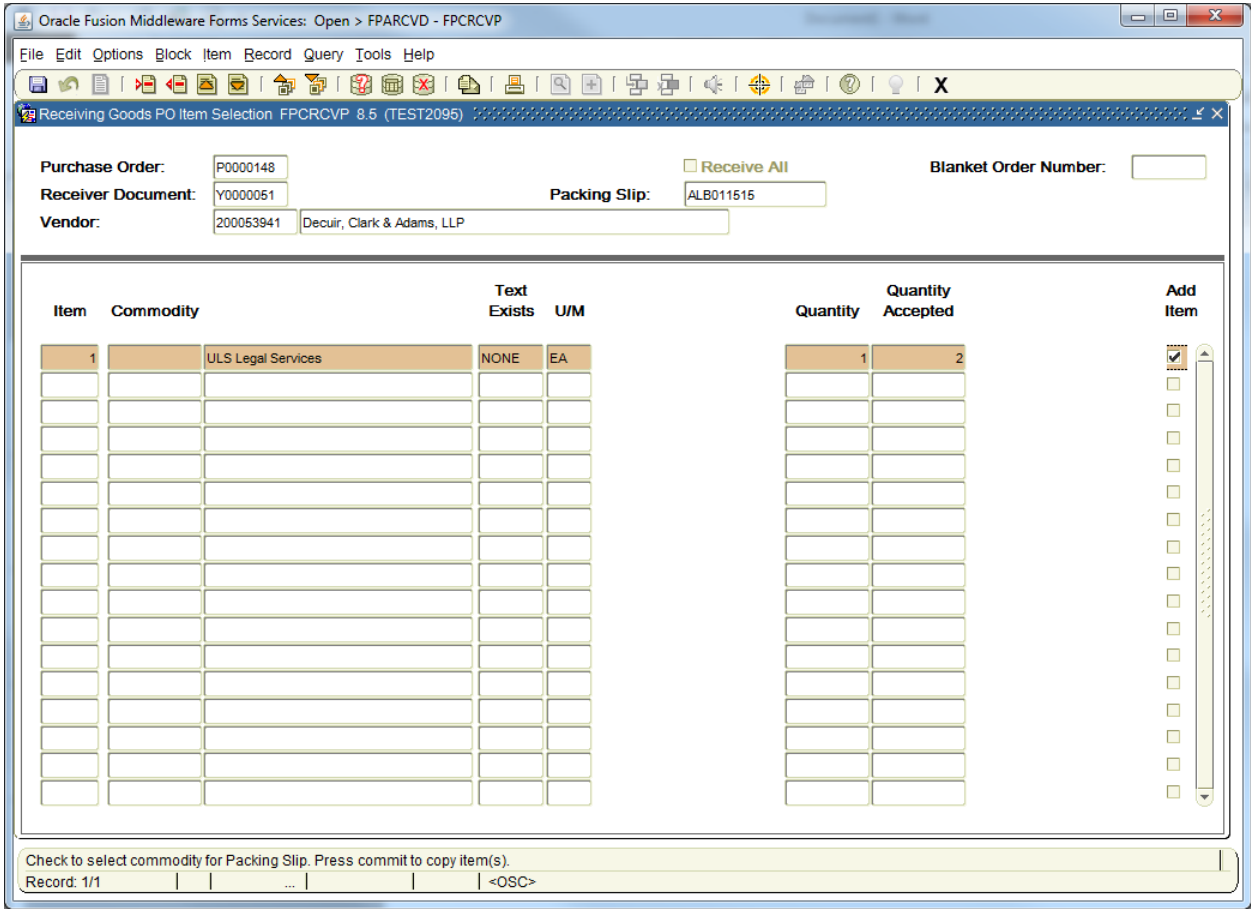 Oracle Fusion Middleware Forms Services: Open > FPARCVD - FPCRCVP
File Edit Options Block Item Record Query Tools Help
X
Receiving Goods PO Item Selection FPCRCVP 8.5 (TEST2095)
Purchase Order: P0000148 Receive All Blanket Order Number:
Receiver Document: Y0000051 Packing Slip: ALB011515
Vendor: 200053941 Decuir, Clark & Adams, LLP
Text Quantity Add
Item Commodity Exists U/M Quantity Accepted Item
1 ULS Legal Services NONE EA 1 2
Check to select commodity for Packing Slip. Press commit to copy item(s).
Record: 1/1 ... <OSC>